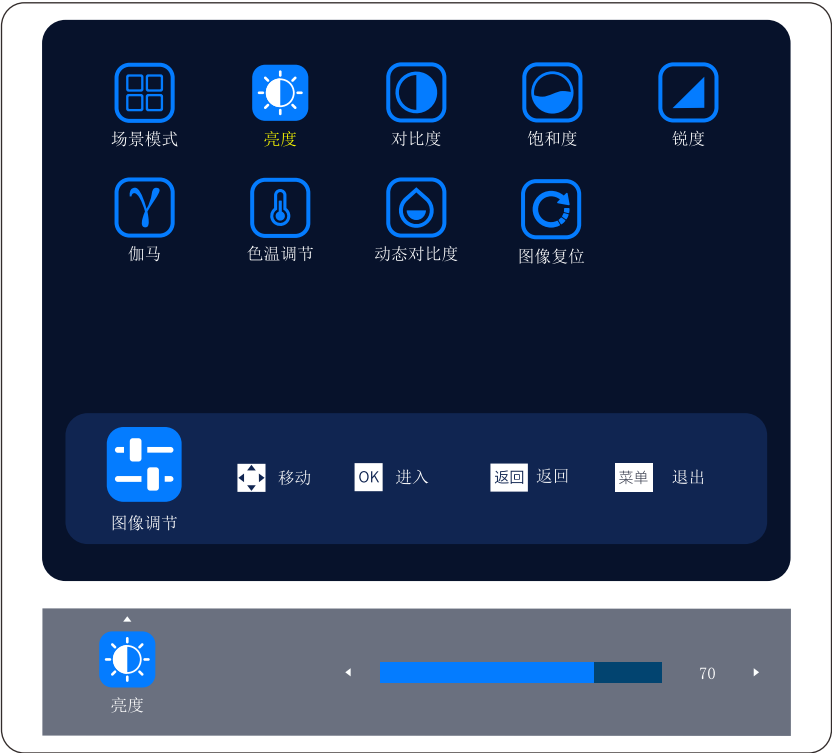 场景模式 亮度 对比度 饱和度 锐度
γ
伽马 色温调节 动态对比度 图像复位
OK 返回 菜单
移动 进入 返回 退出
图像调节
70
亮度